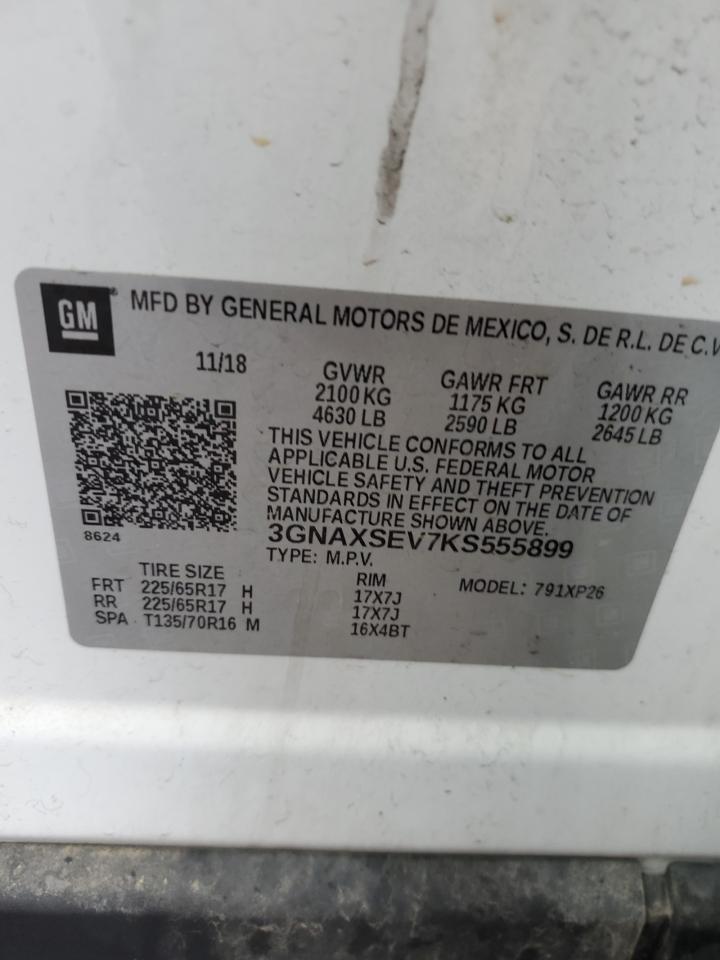 GM ® MFD BY GENERAL MOTORS DE MEXICO, S. DE R.L. DE C.V
11/18 GVWR GAWR FRT GAWR RR
2100 KG 1175 KG 1200 KG
4630 LB 2590 LB 2645 LB
THIS VEHICLE CONFORMS TO ALL
APPLICABLE U.S. FEDERAL MOTOR
VEHICLE SAFETY AND THEFT PREVENTION
STANDARDS IN EFFECT ON THE DATE OF
MANUFACTURE SHOWN ABOVE.
8624 3GNAXSEV7KS555899
TYPE: M.P.V. MODEL: 791XP26
TIRE SIZE RIM
FRT 225/65R17 H 17X7J
RR 225/65R17 H 17X7J
SPA T135/70R16 M 16X4BT